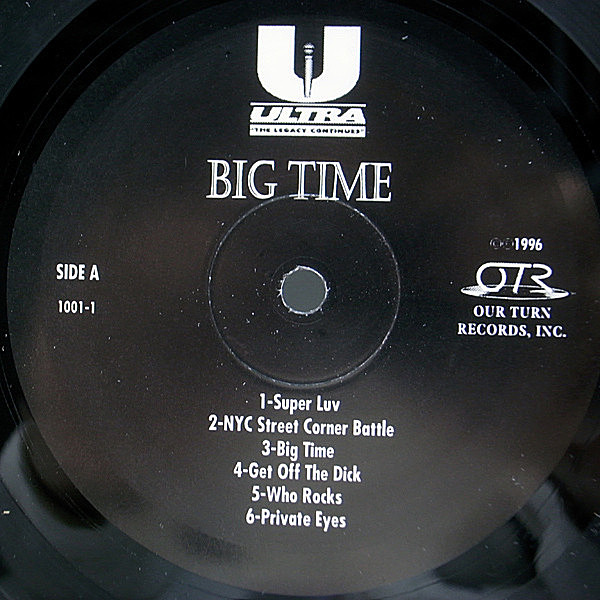 U
ULTRA
"THE LEGACY CONTINUES"
BIG TIME
SIDE A
1001-1
©℗1996
OTR
OUR TURN
RECORDS, INC.
1-Super Luv
2-NYC Street Corner Battle
3-Big Time
4-Get Off The Dick
5-Who Rocks
6-Private Eyes